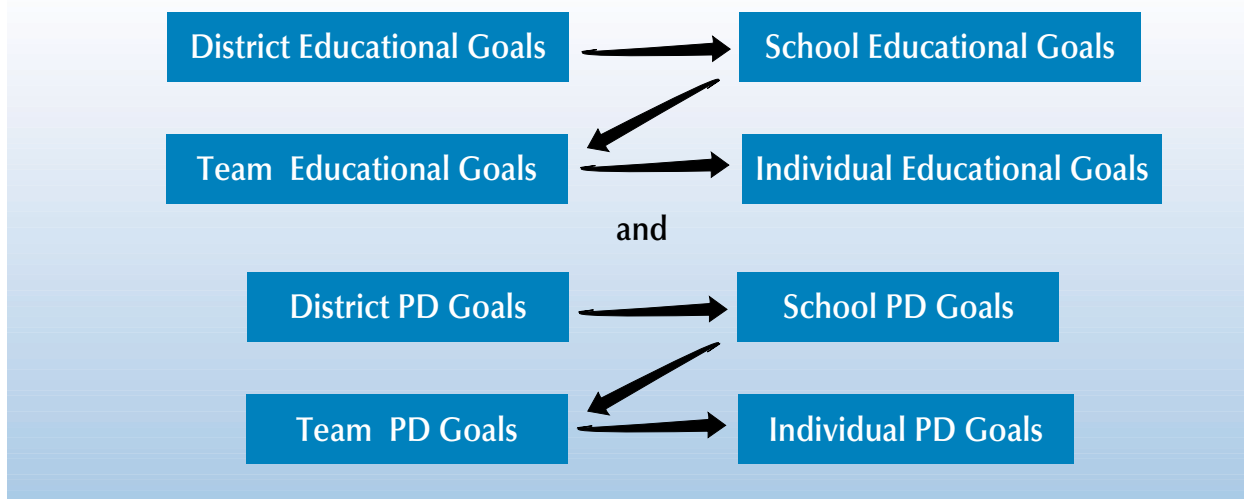 District Educational Goals
School Educational Goals
Team Educational Goals
Individual Educational Goals
and
District PD Goals
School PD Goals
Team PD Goals
Individual PD Goals